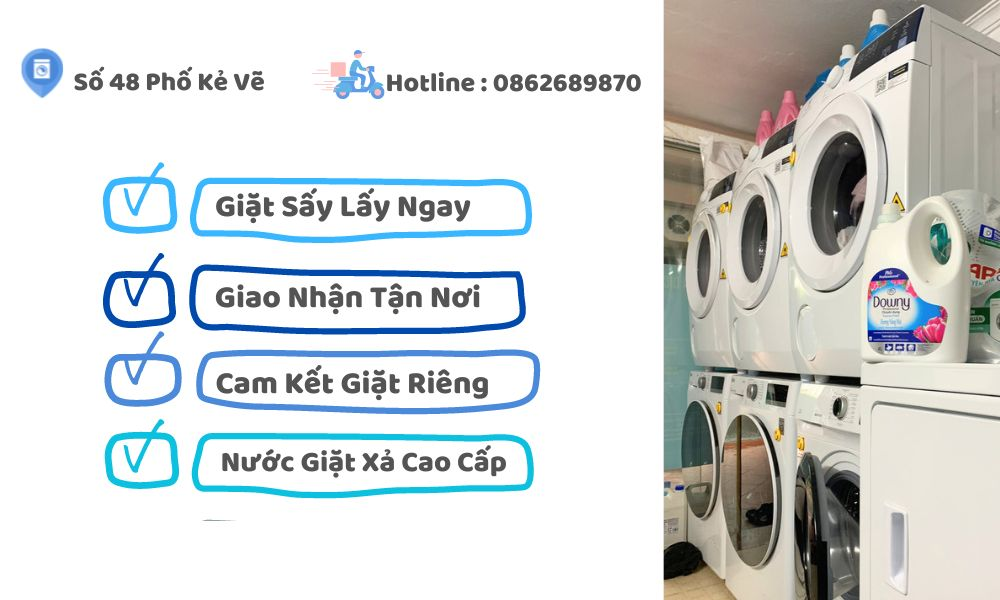 Số 48 Phố Kẻ Vẽ
Hotline : 0862689870
Giặt Sấy Lấy Ngay
Giao Nhận Tận Nơi
Cam Kết Giặt Riêng
Nước Giặt Xả Cao Cấp
P&G
Professional
Downy